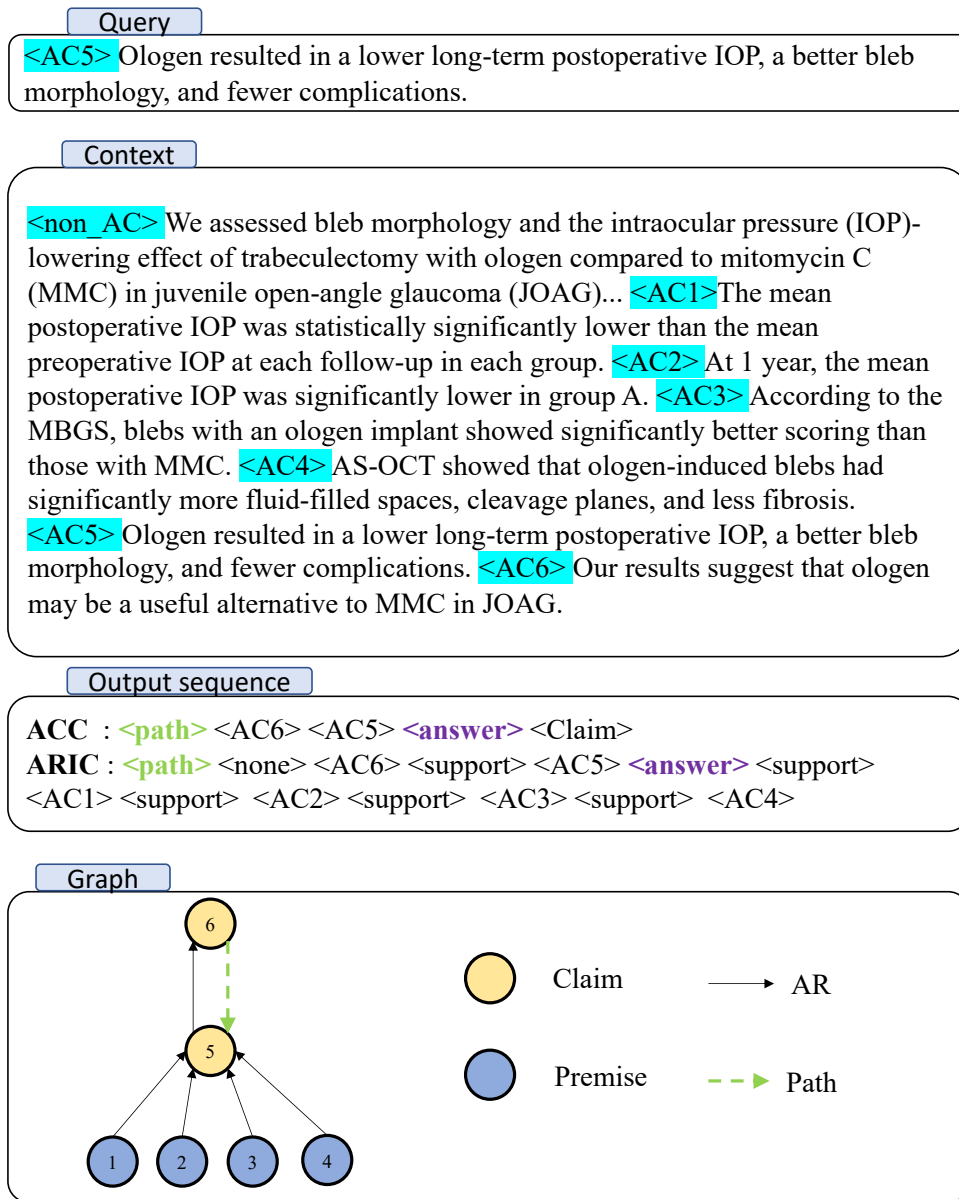 Query
<AC5> Ologen resulted in a lower long-term postoperative IOP, a better bleb
morphology, and fewer complications.
Context
<non_AC> We assessed bleb morphology and the intraocular pressure (IOP)-
lowering effect of trabeculectomy with ologen compared to mitomycin C
(MMC) in juvenile open-angle glaucoma (JOAG)... <AC1>The mean
postoperative IOP was statistically significantly lower than the mean
preoperative IOP at each follow-up in each group. <AC2> At 1 year, the mean
postoperative IOP was significantly lower in group A. <AC3> According to the
MBGS, blebs with an ologen implant showed significantly better scoring than
those with MMC. <AC4> AS-OCT showed that ologen-induced blebs had
significantly more fluid-filled spaces, cleavage planes, and less fibrosis.
<AC5> Ologen resulted in a lower long-term postoperative IOP, a better bleb
morphology, and fewer complications. <AC6> Our results suggest that ologen
may be a useful alternative to MMC in JOAG.
Output sequence
ACC : <path> <AC6> <AC5> <answer> <Claim>
ARIC : <path> <none> <AC6> <support> <AC5> <answer> <support>
<AC1> <support> <AC2> <support> <AC3> <support> <AC4>
Graph
6
Claim
AR
5
Premise
Path
1 2 3 4